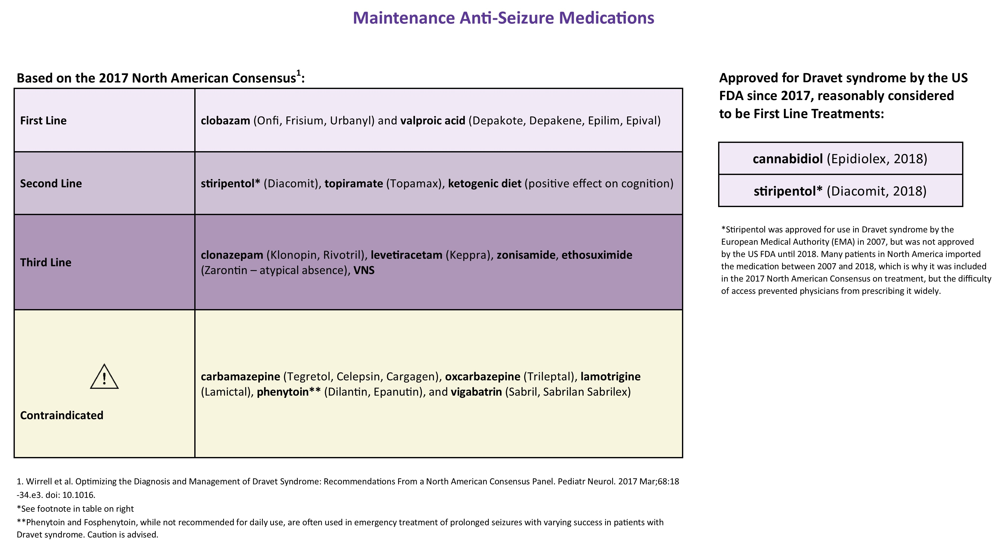 Maintenance Anti-Seizure Medications
Based on the 2017 North American Consensus1:
First Line
clobazam (Onfi, Frisium, Urbanyl) and valproic acid (Depakote, Depakene, Epilim, Epival)
Second Line
stiripentol* (Diacomit), topiramate (Topamax), ketogenic diet (positive effect on cognition)
Third Line
clonazepam (Klonopin, Rivotril), levetiracetam (Keppra), zonisamide, ethosuximide
(Zarontin – atypical absence), VNS
!
Contraindicated
carbamazepine (Tegretol, Celepsin, Cargagen), oxcarbazepine (Trileptal), lamotrigine
(Lamictal), phenytoin** (Dilantin, Epanutin), and vigabatrin (Sabril, Sabrilan Sabrilex)
1. Wirrell et al. Optimizing the Diagnosis and Management of Dravet Syndrome: Recommendations From a North American Consensus Panel. Pediatr Neurol. 2017 Mar;68:18
-34.e3. doi: 10.1016.
*See footnote in table on right
**Phenytoin and Fosphenytoin, while not recommended for daily use, are often used in emergency treatment of prolonged seizures with varying success in patients with
Dravet syndrome. Caution is advised.
Approved for Dravet syndrome by the US
FDA since 2017, reasonably considered
to be First Line Treatments:
cannabidiol (Epidiolex, 2018)
stiripentol* (Diacomit, 2018)
*Stiripentol was approved for use in Dravet syndrome by the
European Medical Authority (EMA) in 2007, but was not approved
by the US FDA until 2018. Many patients in North America imported
the medication between 2007 and 2018, which is why it was included
in the 2017 North American Consensus on treatment, but the difficulty
of access prevented physicians from prescribing it widely.